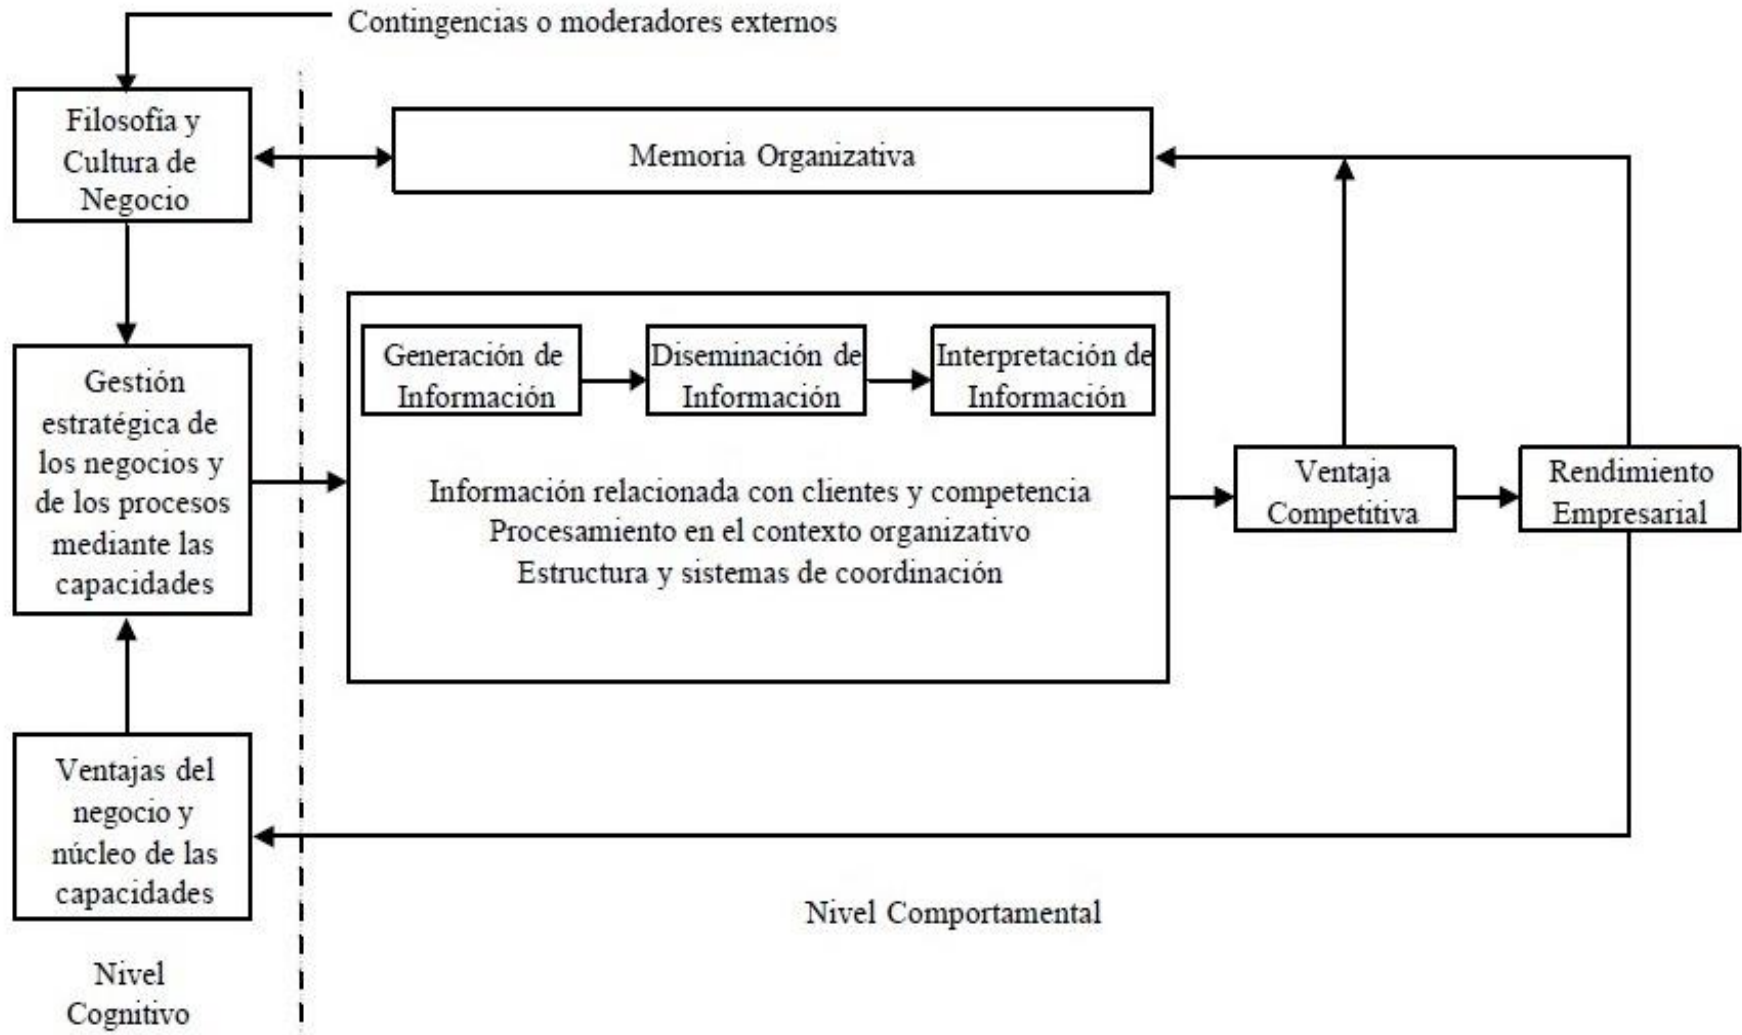 Contingencias o moderadores externos
Filosofía y
Cultura de
Negocio
Memoria Organizativa
Gestión
estratégica de
los negocios y
de los procesos
mediante las
capacidades
Generación de
Información
Diseminación de
Información
Interpretación de
Información
Información relacionada con clientes y competencia
Procesamiento en el contexto organizativo
Estructura y sistemas de coordinación
Ventaja
Competitiva
Rendimiento
Empresarial
Ventajas del
negocio y
núcleo de las
capacidades
Nivel Comportamental
Nivel
Cognitivo